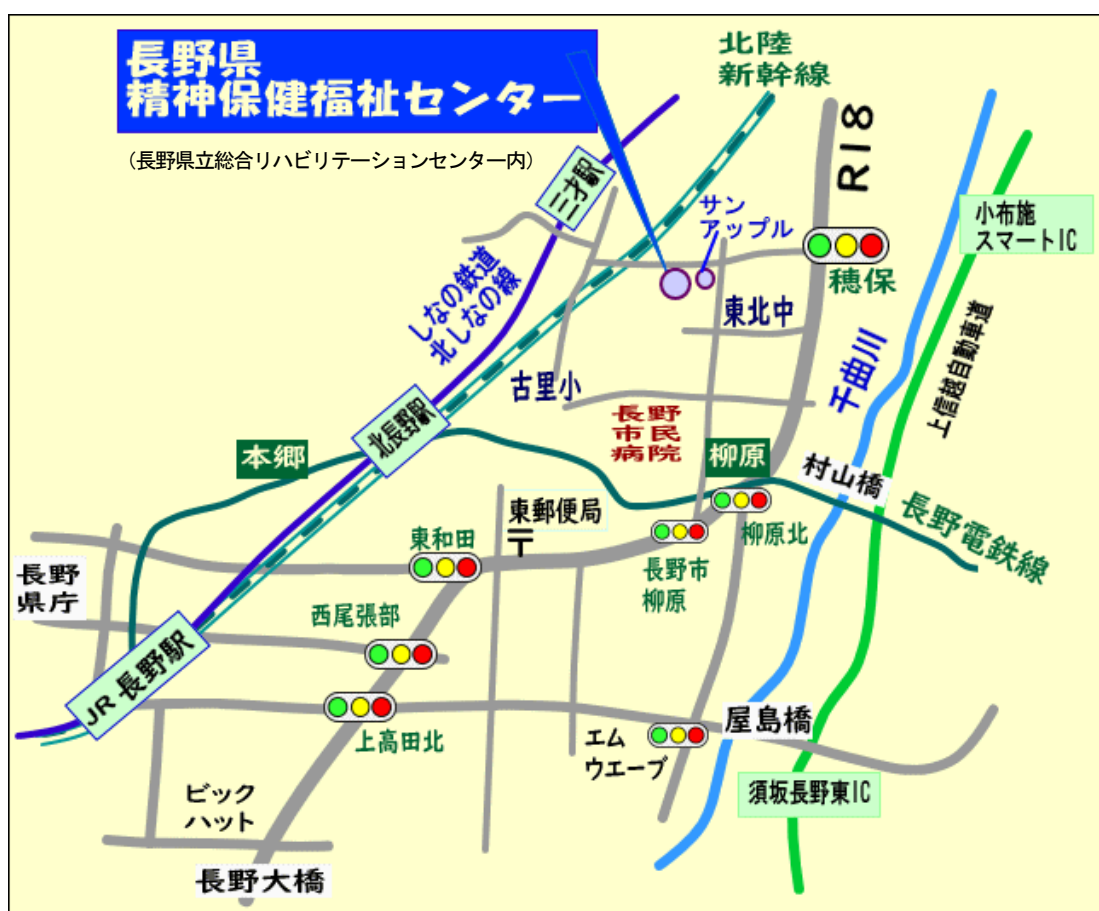 長野県
精神保健福祉センター
(長野県立総合リハビリテーションセンター内)
北陸
新幹線
R18
三才駅
サン
アップル
小布施
スマートIC
穂保
しなの鉄道
北しなの線
東北中
千曲川
上信越自動車道
古里小
北長野駅
長野
市民
病院
本郷
柳原
村山橋
長野電鉄線
東郵便局
〒
東和田
柳原北
長野市
柳原
長野
県庁
西尾張部
JR 長野駅
上高田北
エム
ウエーブ
屋島橋
須坂長野東IC
ビック
ハット
長野大橋